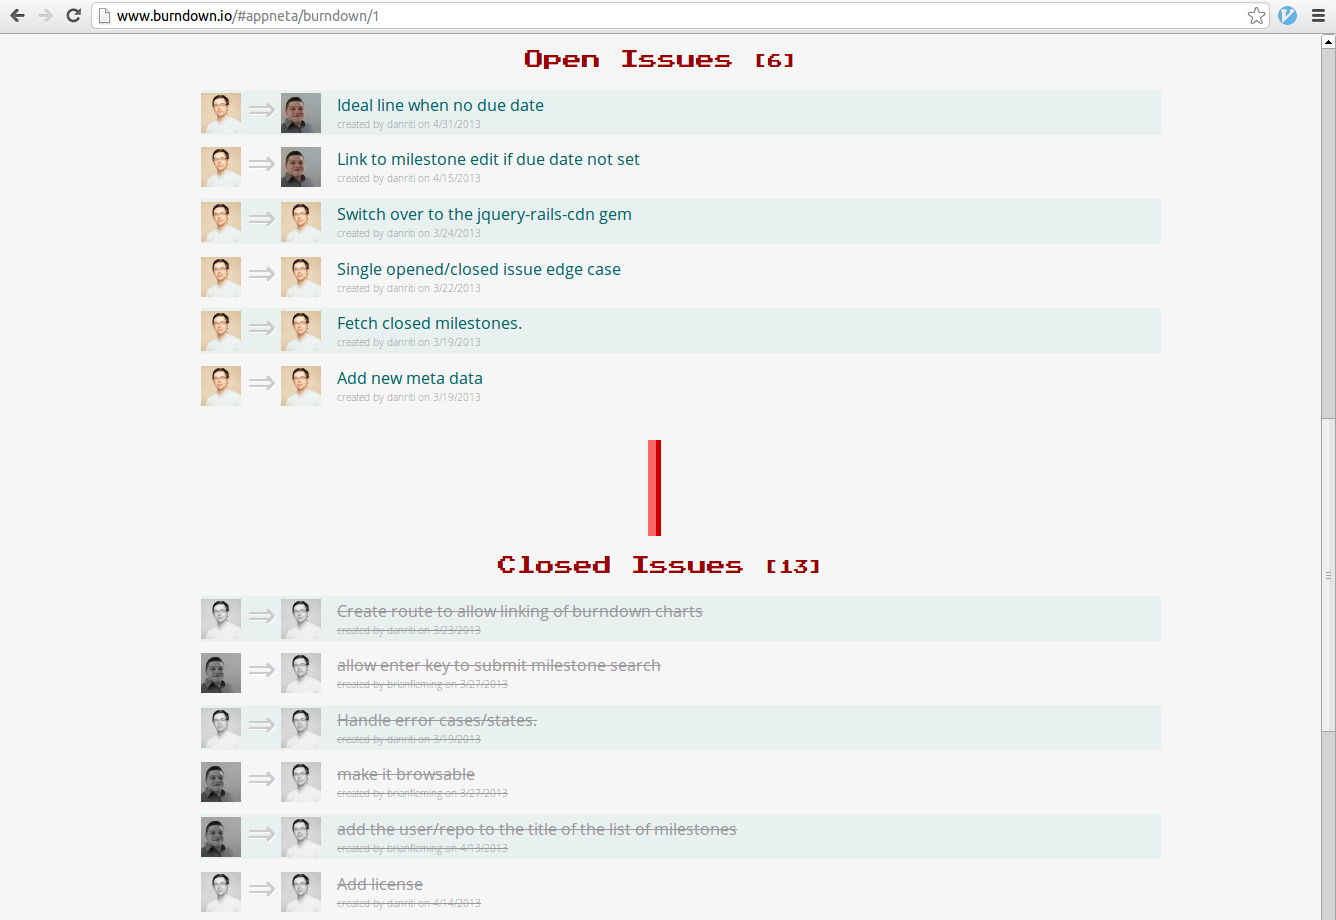 www.burndown.io/#appneta/burndown/1
Open Issues [6]
Ideal line when no due date
created by danriti on 4/31/2013
Link to milestone edit if due date not set
created by danriti on 4/15/2013
Switch over to the jquery-rails-cdn gem
created by danriti on 3/24/2013
Single opened/closed issue edge case
created by danriti on 3/22/2013
Fetch closed milestones.
created by danriti on 3/19/2013
Add new meta data
created by danriti on 3/19/2013
Closed Issues [13]
Create route to allow linking of burndown charts
created by danriti on 3/23/2013
allow enter key to submit milestone search
created by brianfleming on 3/27/2013
Handle error cases/states.
created by danriti on 3/19/2013
make it browsable
created by brianfleming on 3/27/2013
add the user/repo to the title of the list of milestones
created by brianfleming on 4/13/2013
Add license
created by danriti on 4/14/2013